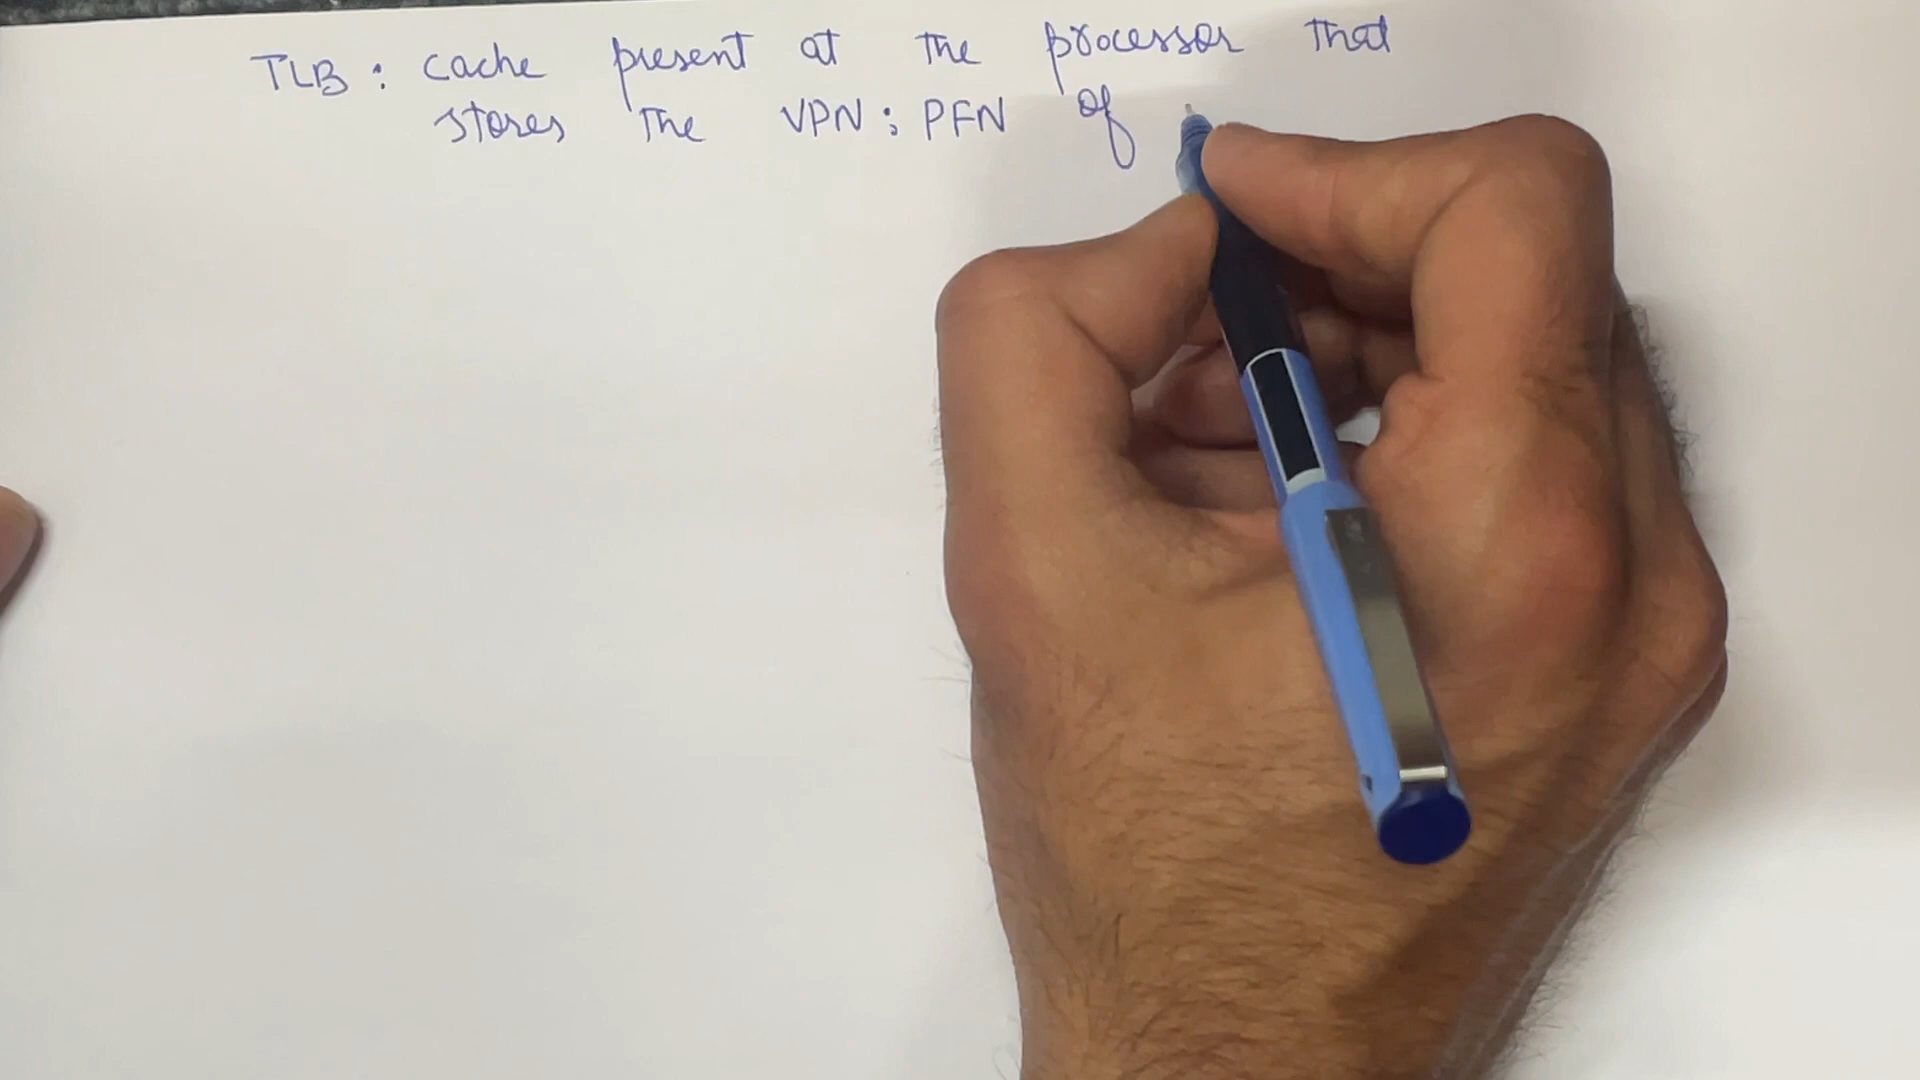 TLB : cache present at the processor that
stores the VPN : PFN of